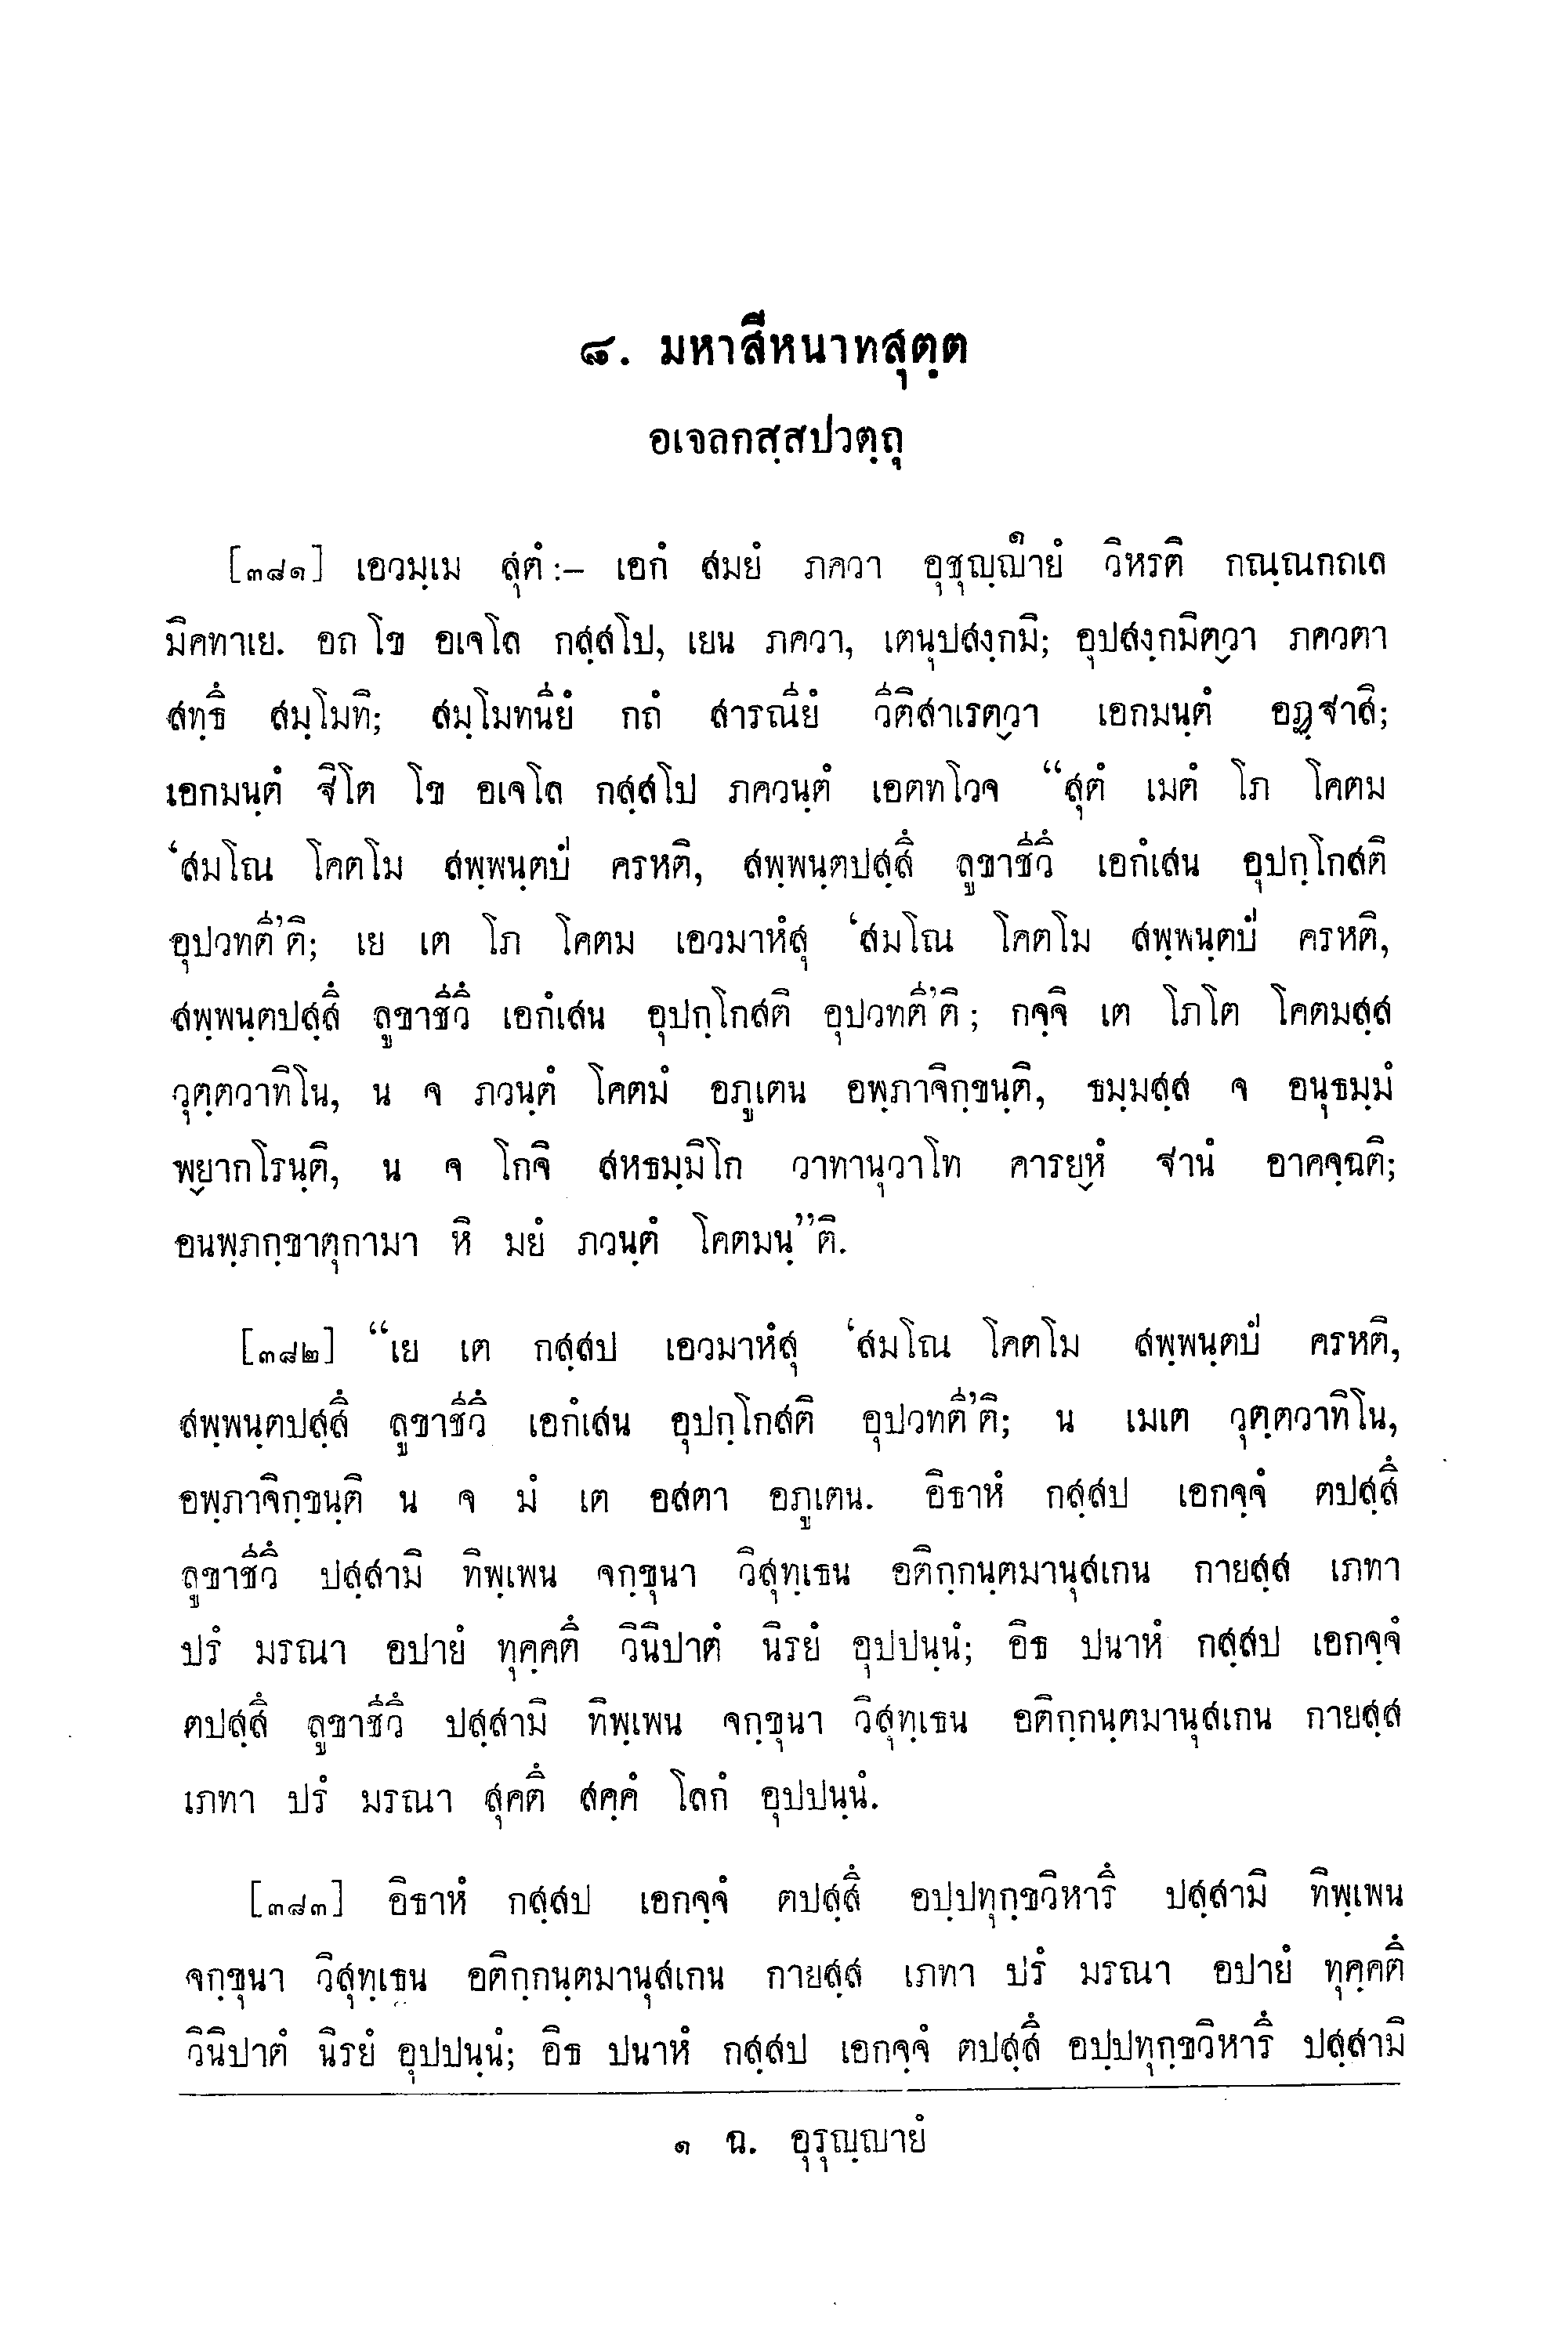 ๘. มหาสีหนาทสุตฺต
อเจลกสฺสปวตฺถุ
[๓๘๑] เอวมฺเม สุตํ :– เอกํ สมยํ ภควา อุชุญฺญายํ๑ วิหรติ กณฺณกถเล
มิคทาเย. อถ โข อเจโล กสฺสโป, เยน ภควา, เตนุปสงฺกมิ; อุปสงฺกมิตฺวา ภควตา
สทฺธึ สมฺโมทิ; สมฺโมทนียํ กถํ สารณียํ วีติสาเรตฺวา เอกมนฺตํ อฏฺฐาสิ;
เอกมนฺตํ ฐิโต โข อเจโล กสฺสโป ภควนฺตํ เอตทโวจ “สุตํ เมตํ โภ โคตม
‘สมโณ โคตโม สพฺพนฺตปํ ครหติ, สพฺพนฺตปสฺสึ ลูขาชีวึ เอกํเสน อุปกฺโกสติ
อุปวทตี’ติ; เย เต โภ โคตม เอวมาหํสุ ‘สมโณ โคตโม สพฺพนฺตปํ ครหติ,
สพฺพนฺตปสฺสึ ลูขาชีวึ เอกํเสน อุปกฺโกสติ อุปวทตี’ติ; กจฺจิ เต โภโต โคตมสฺส
วุตฺตวาทิโน, น จ ภวนฺตํ โคตมํ อภูเตน อพฺภาจิกฺขนฺติ, ธมฺมสฺส จ อนุธมฺมํ
พฺยากโรนฺติ, น จ โกจิ สหธมฺมิโก วาทานุวาโท คารยฺหํ ฐานํ อาคจฺฉติ;
อนพฺภกฺขาตุกามา หิ มยํ ภวนฺตํ โคตมนฺ”ติ.
[๓๘๒] “เย เต กสฺสป เอวมาหํสุ ‘สมโณ โคตโม สพฺพนฺตปํ ครหติ,
สพฺพนฺตปสฺสึ ลูขาชีวึ เอกํเสน อุปกฺโกสติ อุปวทตี’ติ; น เมเต วุตฺตวาทิโน,
อพฺภาจิกฺขนฺติ น จ มํ เต อสตา อภูเตน. อิธาหํ กสฺสป เอกจฺจํ ตปสฺสึ
ลูขาชีวึ ปสฺสามิ ทิพฺเพน จกฺขุนา วิสุทฺเธน อติกฺกนฺตมานุสเกน กายสฺส เภทา
ปรํ มรณา อปายํ ทุคฺคตึ วินิปาตํ นิรยํ อุปปนฺนํ; อิธ ปนาหํ กสฺสป เอกจฺจํ
ตปสฺสึ ลูขาชีวึ ปสฺสามิ ทิพฺเพน จกฺขุนา วิสุทฺเธน อติกฺกนฺตมานุสเกน กายสฺส
เภทา ปรํ มรณา สุคตึ สคฺคํ โลกํ อุปปนฺนํ.
[๓๘๓] อิธาหํ กสฺสป เอกจฺจํ ตปสฺสึ อปฺปทุกฺขวิหารึ ปสฺสามิ ทิพฺเพน
จกฺขุนา วิสุทฺเธน อติกฺกนฺตมานุสเกน กายสฺส เภทา ปรํ มรณา อปายํ ทุคฺคตึ
วินิปาตํ นิรยํ อุปปนฺนํ; อิธ ปนาหํ กสฺสป เอกจฺจํ ตปสฺสึ อปฺปทุกฺขวิหารึ ปสฺสามิ
๑ ฉ. อุรุญฺญายํ